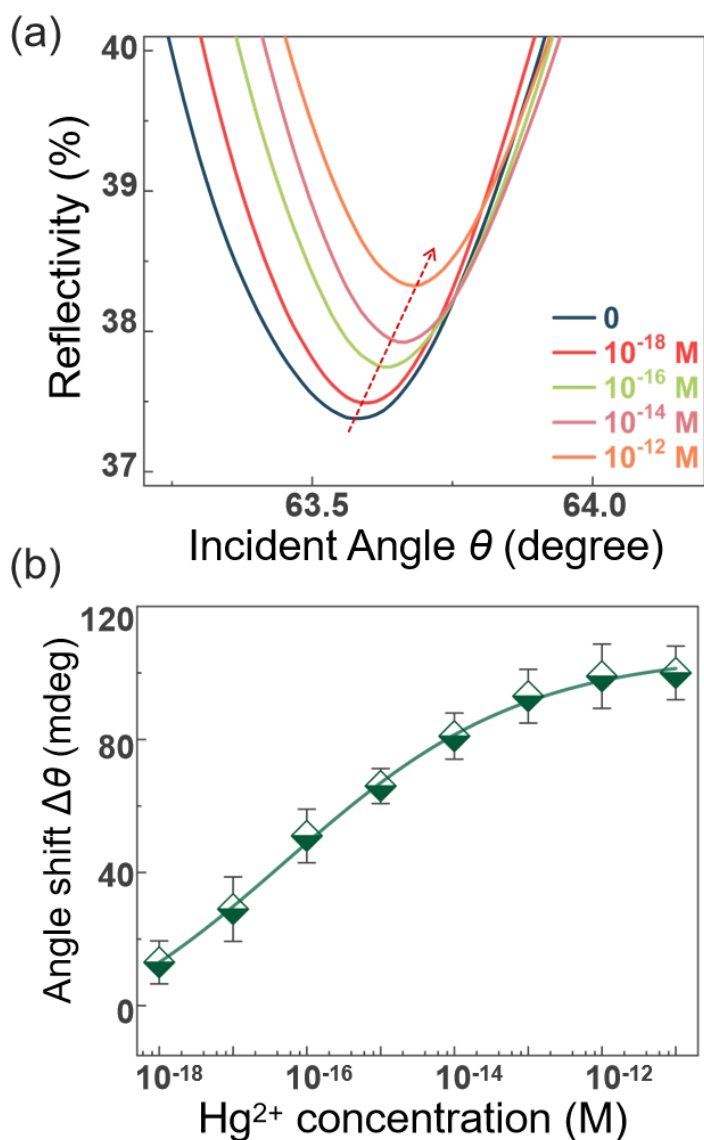 (a)
Reflectivity (%)
40
39
38
37
0
10⁻¹⁸ M
10⁻¹⁶ M
10⁻¹⁴ M
10⁻¹² M
63.5
64.0
Incident Angle θ (degree)
(b)
Angle shift Δθ (mdeg)
120
80
40
0
10⁻¹⁸
10⁻¹⁶
10⁻¹⁴
10⁻¹²
Hg²⁺ concentration (M)